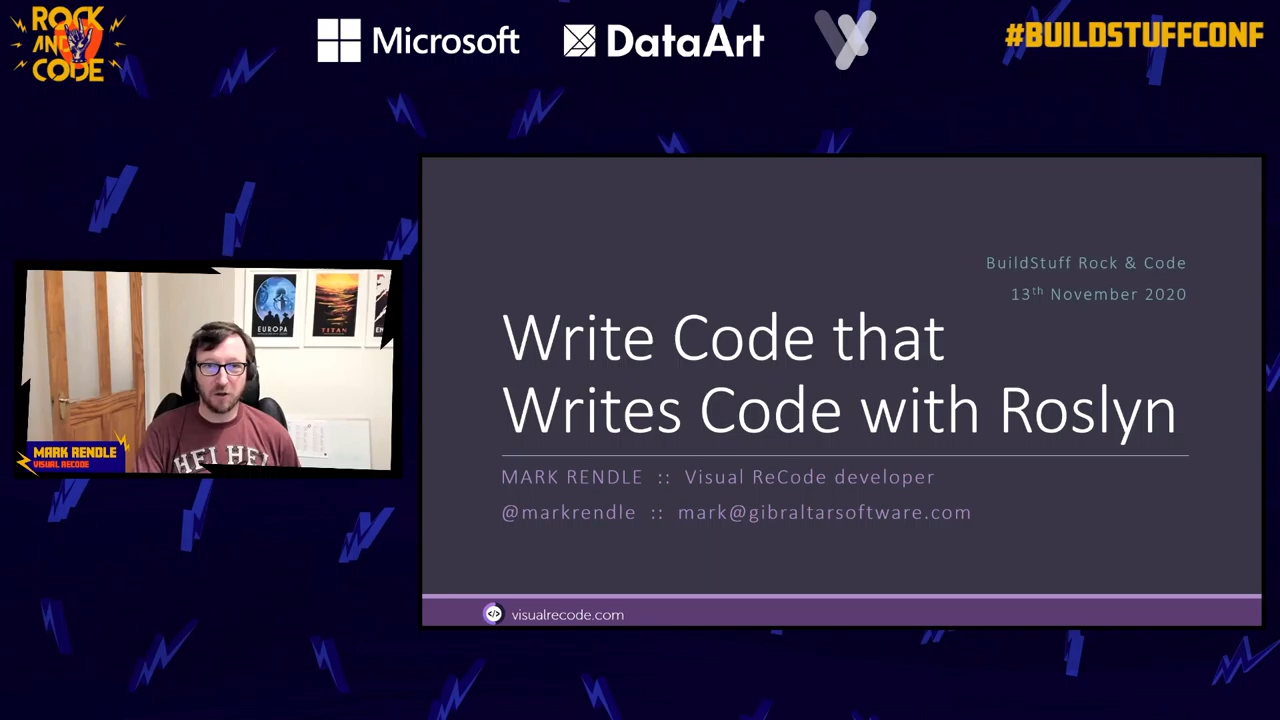 ROCK
AND
CODE
Microsoft
DataArt
#BUILDSTUFFCONF
BuildStuff Rock & Code
13th November 2020
Write Code that
Writes Code with Roslyn
MARK RENDLE :: Visual ReCode developer
@markrendle :: mark@gibraltarsoftware.com
visualrecode.com
EUROPA
TITAN
MARK RENDLE
VISUAL RECODE